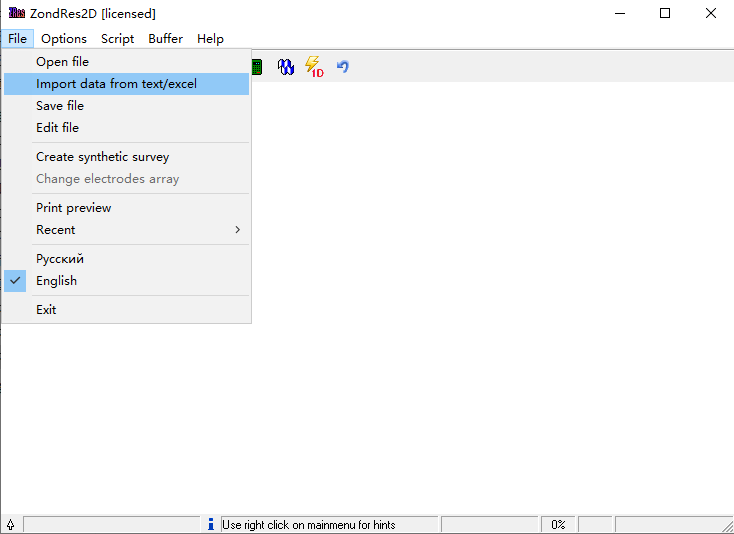 ZondRes2D [licensed]
File Options Script Buffer Help
1D
Open file
Import data from text/excel
Save file
Edit file
Create synthetic survey
Change electrodes array
Print preview
Recent
Русский
English
Exit
Use right click on mainmenu for hints
0%